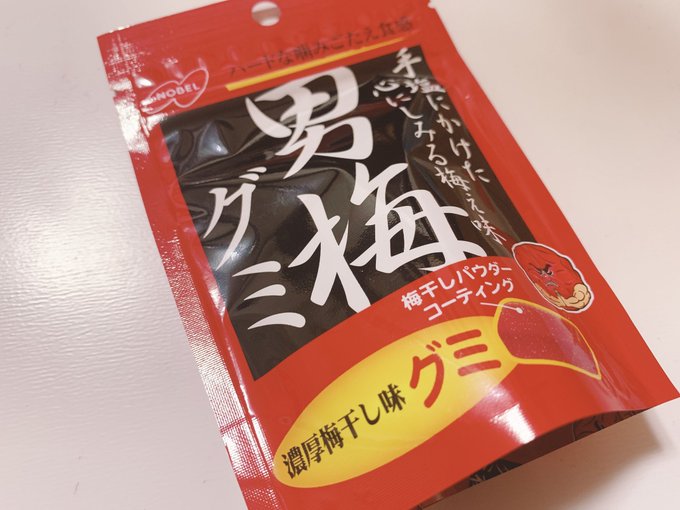 ハードな噛みごたえ食感
NOBEL
手塩にかけた
心にしみる梅え味、
男梅
グミ
梅干しパウダー
コーティング
濃厚梅干し味 グミ